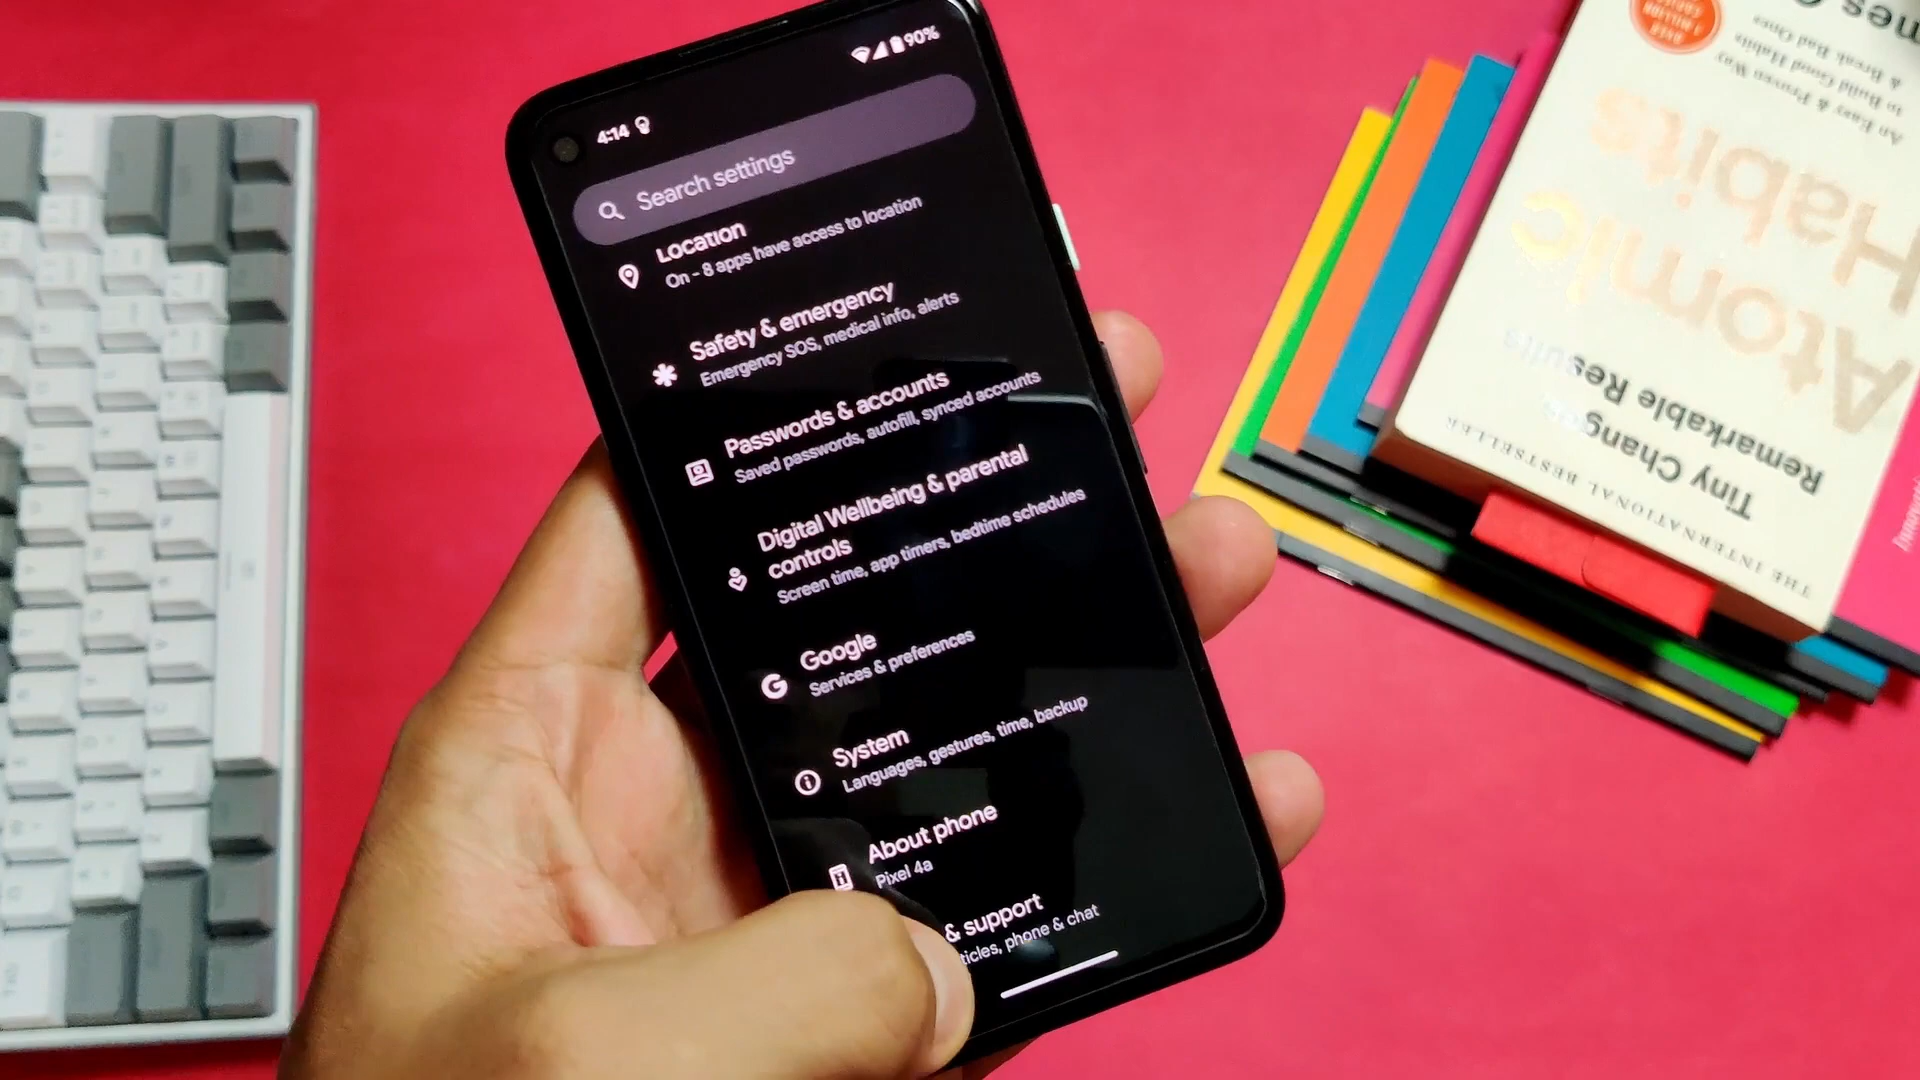 4:14
90%
Search settings
Location
On - 8 apps have access to location
Safety & emergency
Emergency SOS, medical info, alerts
Passwords & accounts
Saved passwords, autofill, synced accounts
Digital Wellbeing & parental
controls
Screen time, app timers, bedtime schedules
Google
Services & preferences
System
Languages, gestures, time, backup
About phone
Pixel 4a
& support
ticles, phone & chat
THE INTERNATIONAL BESTSELLER
Tiny Changes,
Remarkable Results
Atomic
Habits
An Easy & Proven Way
to Build Good Habits
& Break Bad Ones